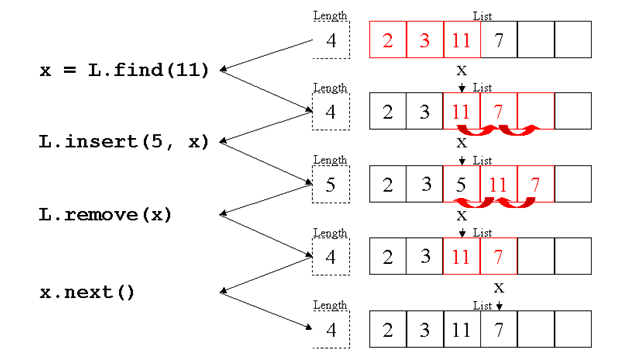 Length List
4 2 3 11 7
x = L.find(11)
x
Length List
4 2 3 11 7
L.insert(5, x)
x
Length List
5 2 3 5 11 7
L.remove(x)
x
Length List
4 2 3 11 7
x.next()
x
Length List
4 2 3 11 7